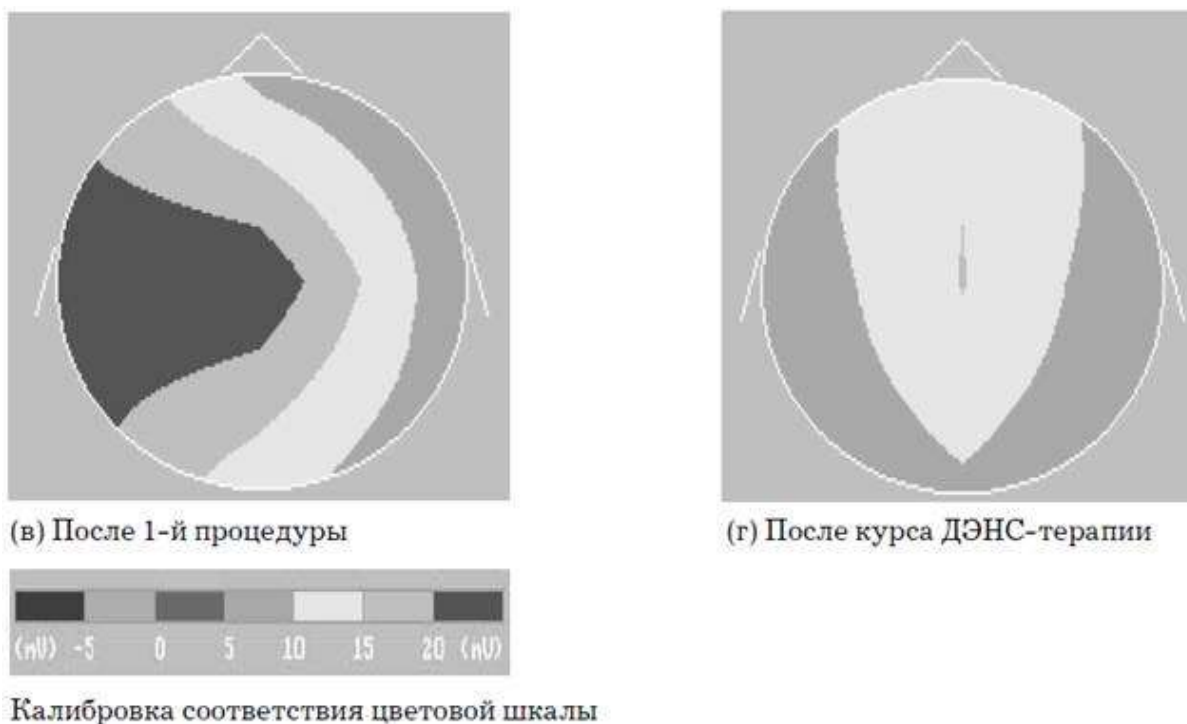 (в) После 1-й процедуры
(г) После курса ДЭНС-терапии
(mV) -5 0 5 10 15 20 (mV)
Калибровка соответствия цветовой шкалы